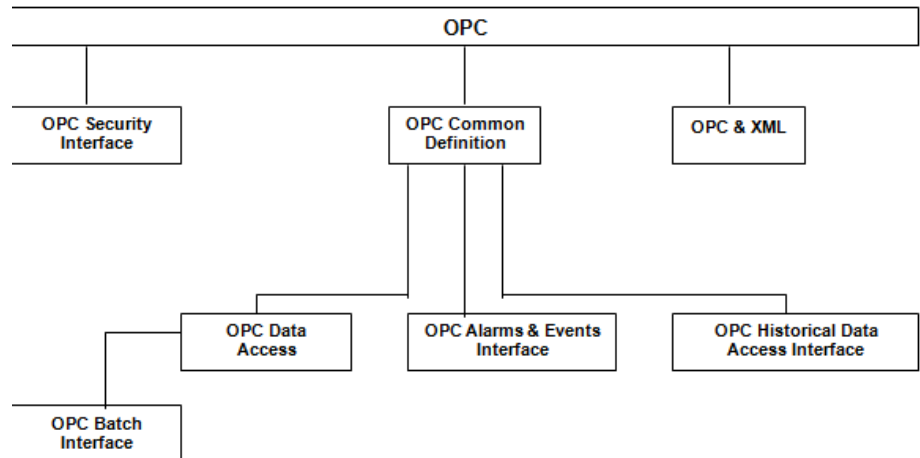 OPC
OPC Security
Interface
OPC Common
Definition
OPC & XML
OPC Data
Access
OPC Alarms & Events
Interface
OPC Historical Data
Access Interface
OPC Batch
Interface